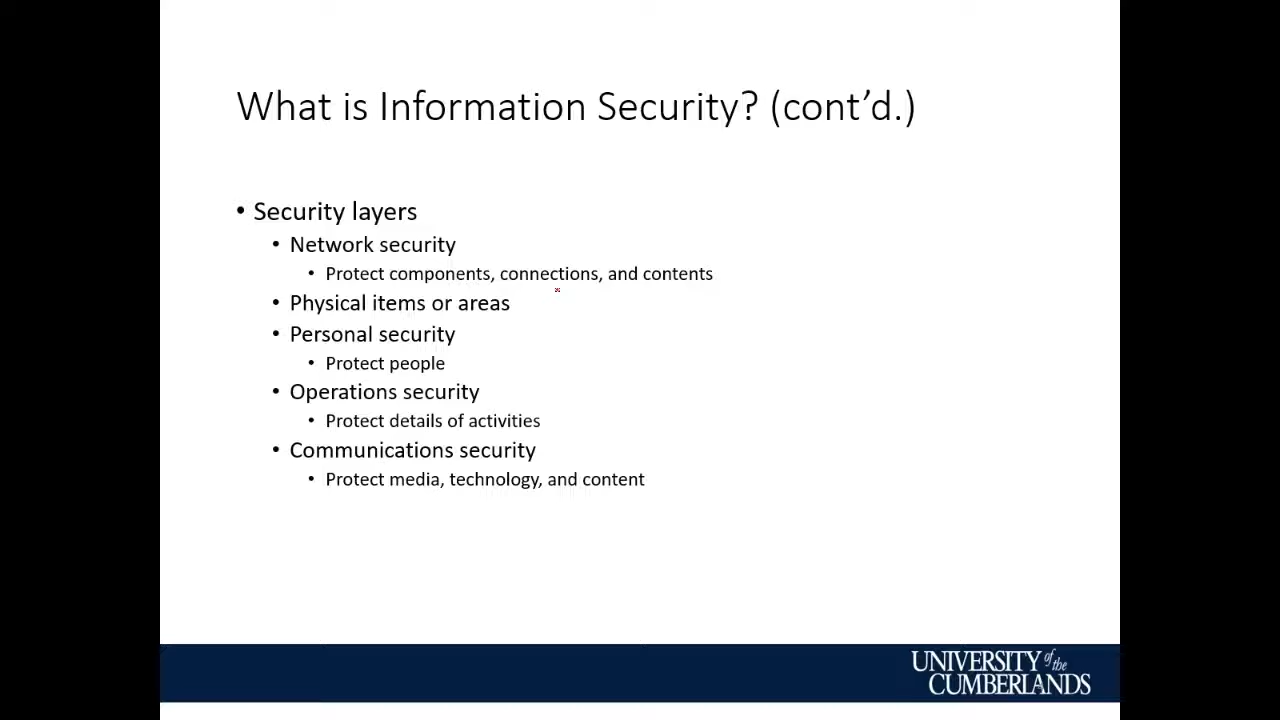 What is Information Security? (cont’d.)
• Security layers
• Network security
• Protect components, connections, and contents
• Physical items or areas
• Personal security
• Protect people
• Operations security
• Protect details of activities
• Communications security
• Protect media, technology, and content
UNIVERSITY of the
CUMBERLANDS